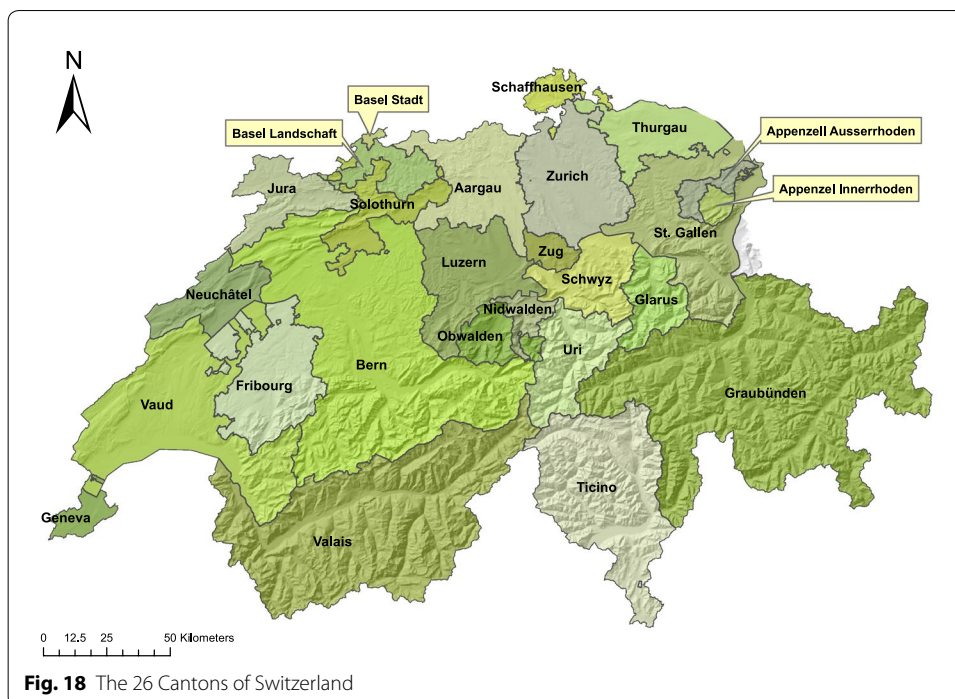 N
Schaffhausen
Basel Stadt
Basel Landschaft
Thurgau
Appenzell Ausserrhoden
Jura
Aargau
Zurich
Appenzel Innerrhoden
Solothurn
St. Gallen
Zug
Luzern
Schwyz
Neuchâtel
Nidwalden
Glarus
Obwalden
Uri
Bern
Fribourg
Graubünden
Vaud
Ticino
Geneva
Valais
0 12.5 25 50 Kilometers
Fig. 18 The 26 Cantons of Switzerland